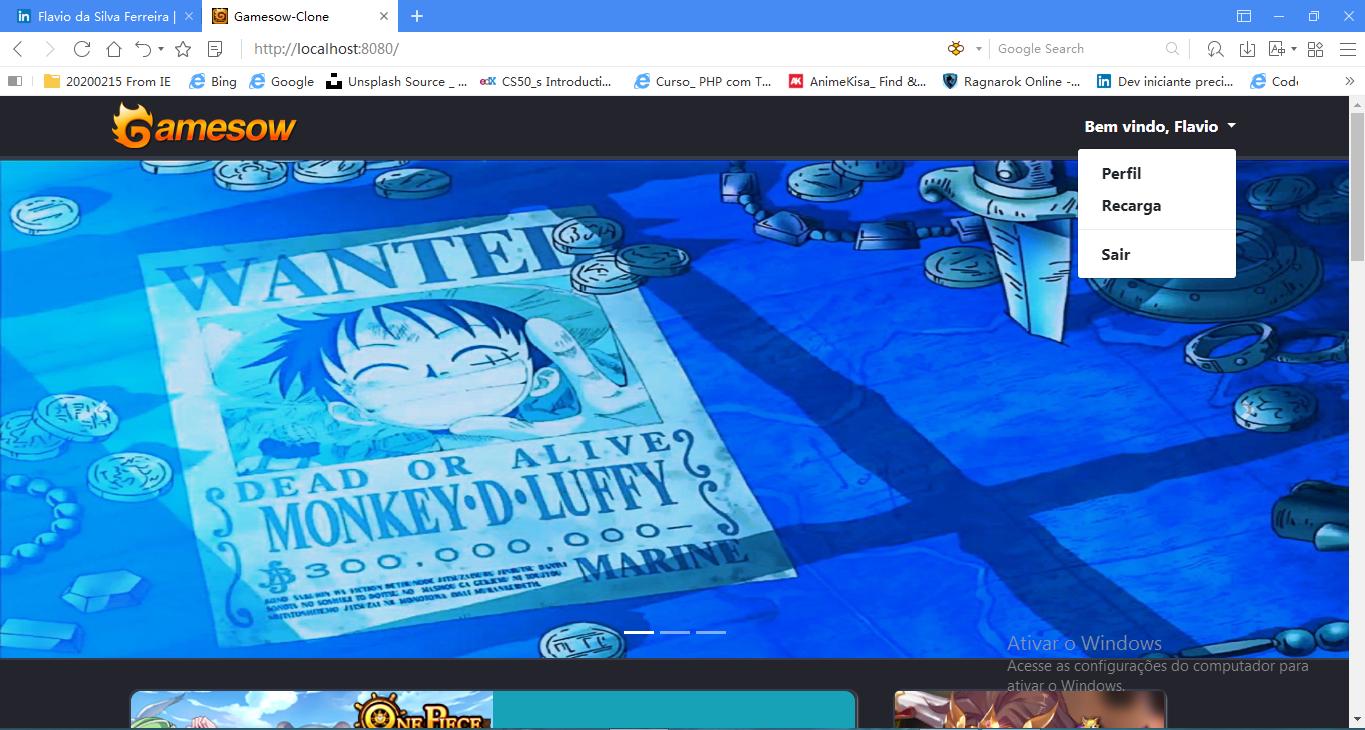 Flavio da Silva Ferreira |
Gamesow-Clone
http://localhost:8080/
Google Search
20200215 From IE
Bing
Google
Unsplash Source _ ...
edX
CS50_s Introducti...
Curso_ PHP com T...
AK
AnimeKisa_ Find &...
Ragnarok Online -...
Dev iniciante preci...
Code
Gamesow
Bem vindo, Flavio
Perfil
Recarga
Sair
WANTED
DEAD OR ALIVE
MONKEY·D·LUFFY
300,000,000-
MARINE
Ativar o Windows
Acesse as configurações do computador para
ativar o Windows.
ONE PIECE